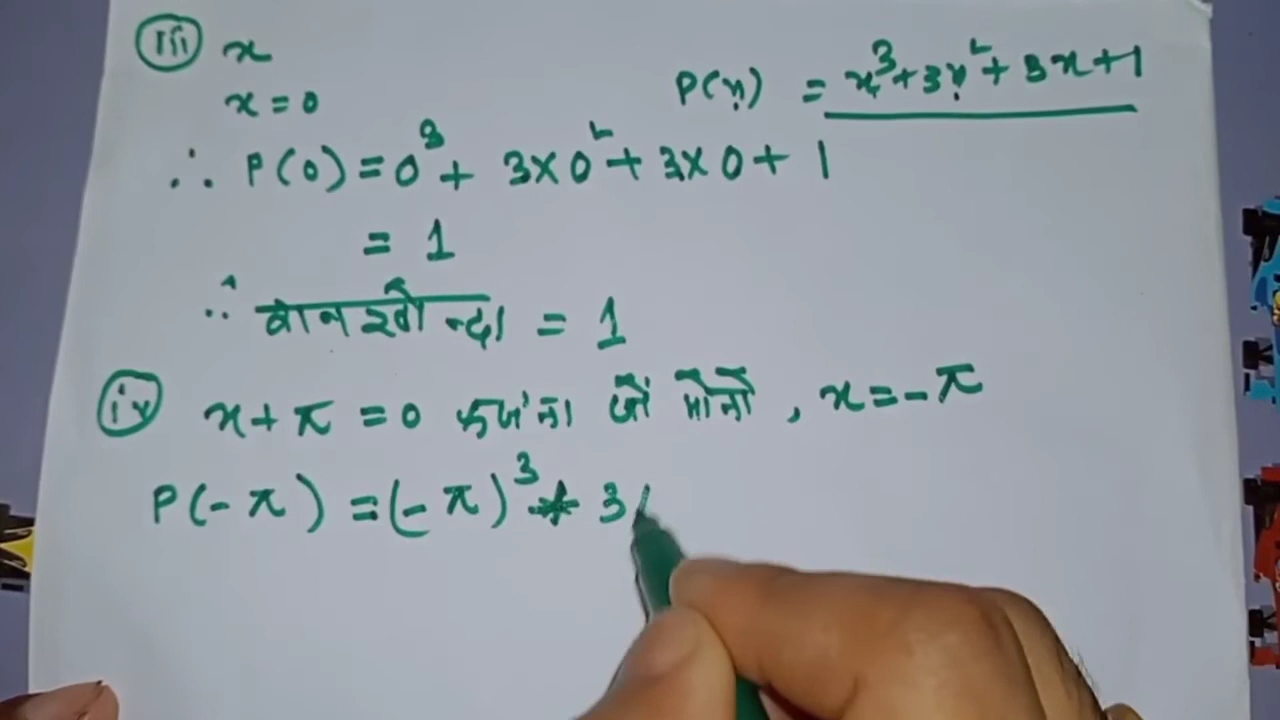 (iii) x
P(x) = x³+3x²+3x+1
x = 0
∴ P(0) = 0³ + 3×0² + 3×0 + 1
= 1
∴ = 1
(iv) x+π = 0 , x = -π
P(-π) = (-π)³ + 3(